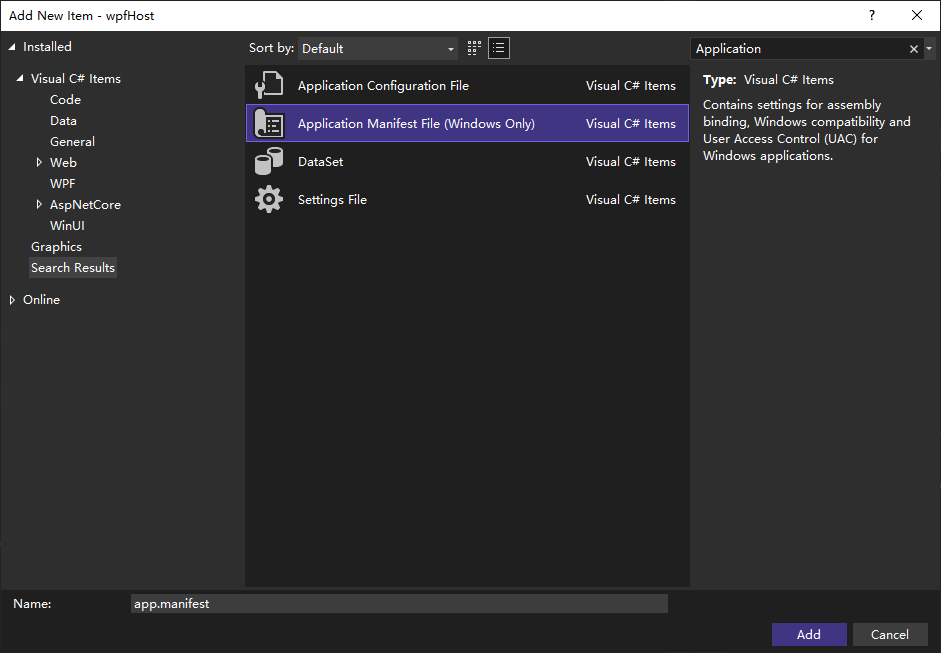 Add New Item - wpfHost
?
Installed
Visual C# Items
Code
Data
General
Web
WPF
AspNetCore
WinUI
Graphics
Search Results
Online
Sort by: Default
Application Configuration File Visual C# Items
Application Manifest File (Windows Only) Visual C# Items
DataSet Visual C# Items
Settings File Visual C# Items
Application
Type: Visual C# Items
Contains settings for assembly
binding, Windows compatibility and
User Access Control (UAC) for
Windows applications.
Name: app.manifest
Add Cancel